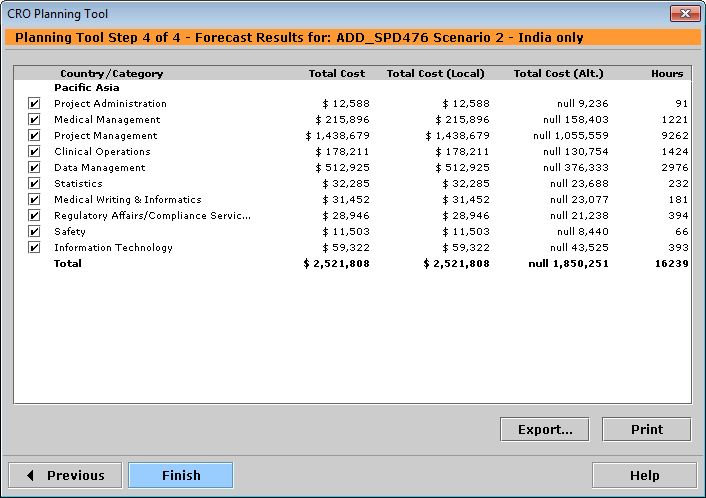 CRO Planning Tool
Planning Tool Step 4 of 4 - Forecast Results for: ADD_SPD476 Scenario 2 - India only
Country/Category Total Cost Total Cost (Local) Total Cost (Alt.) Hours
Pacific Asia
Project Administration $ 12,588 $ 12,588 null 9,236 91
Medical Management $ 215,896 $ 215,896 null 158,403 1221
Project Management $ 1,438,679 $ 1,438,679 null 1,055,559 9262
Clinical Operations $ 178,211 $ 178,211 null 130,754 1424
Data Management $ 512,925 $ 512,925 null 376,333 2976
Statistics $ 32,285 $ 32,285 null 23,688 232
Medical Writing & Informatics $ 31,452 $ 31,452 null 23,077 181
Regulatory Affairs/Compliance Servic... $ 28,946 $ 28,946 null 21,238 394
Safety $ 11,503 $ 11,503 null 8,440 66
Information Technology $ 59,322 $ 59,322 null 43,525 393
Total $ 2,521,808 $ 2,521,808 null 1,850,251 16239
Export... Print
Previous Finish Help